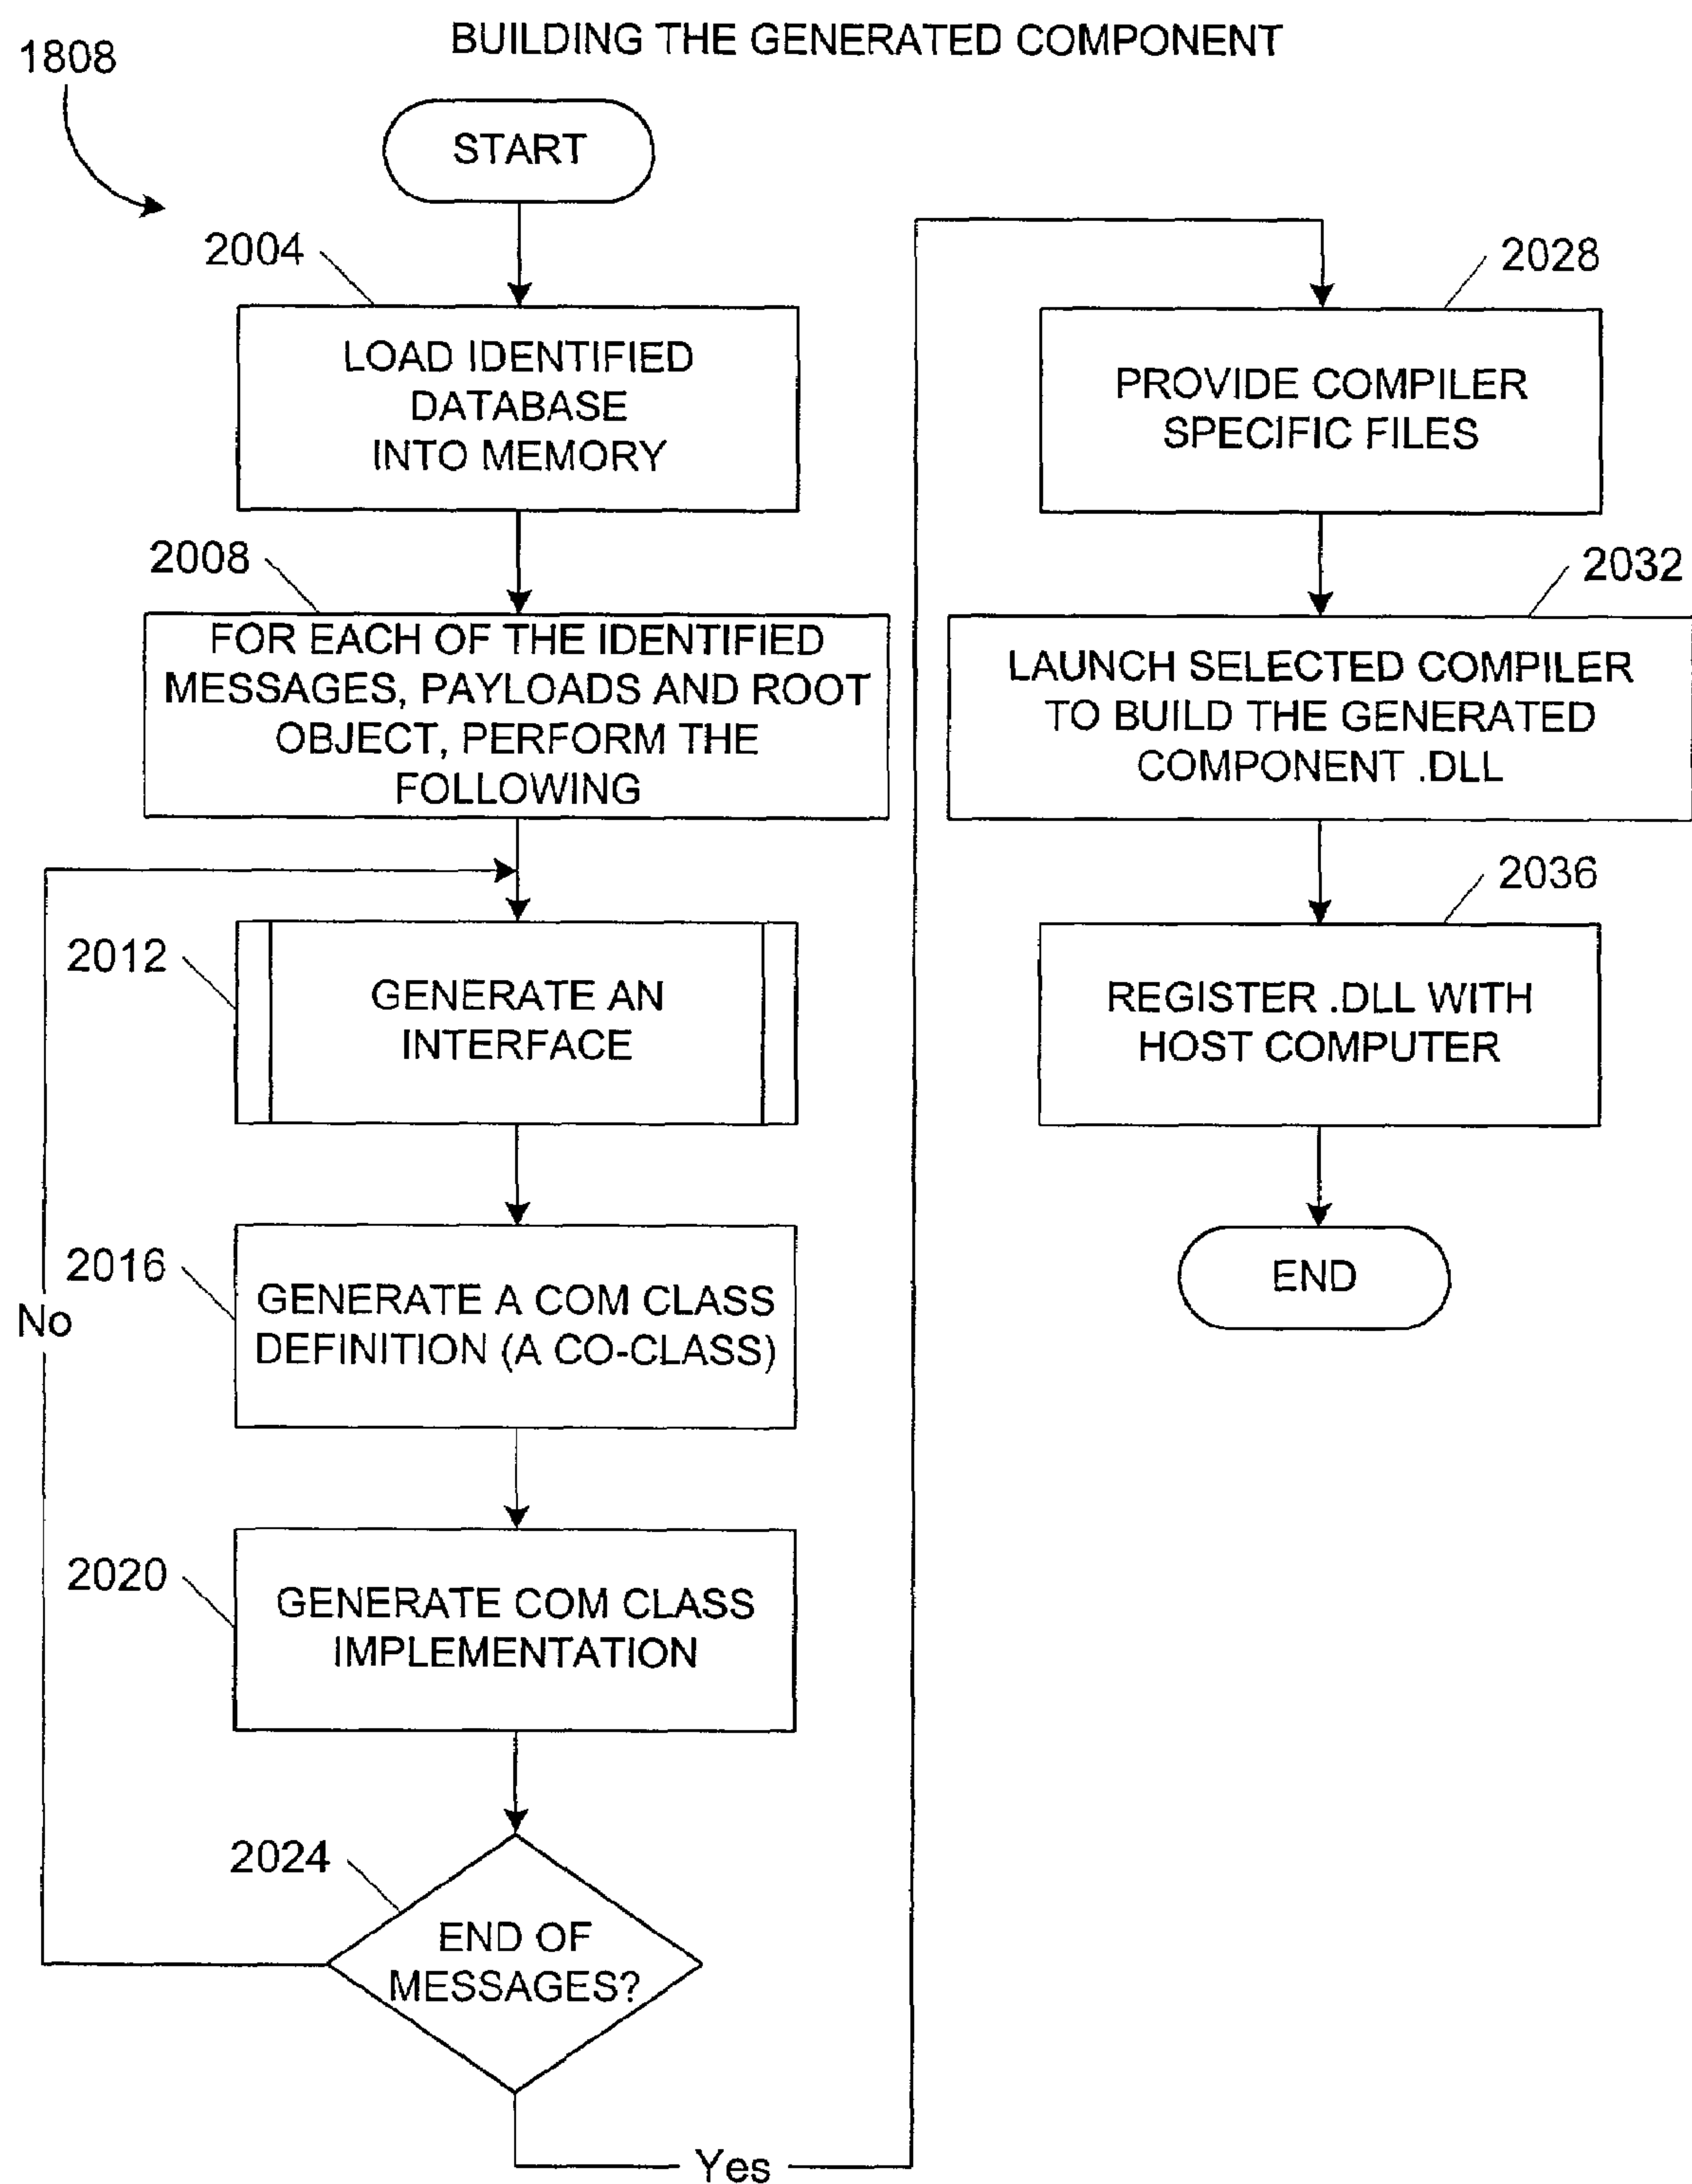 BUILDING THE GENERATED COMPONENT
1808
START
2004
LOAD IDENTIFIED
DATABASE
INTO MEMORY
2008
FOR EACH OF THE IDENTIFIED
MESSAGES, PAYLOADS AND ROOT
OBJECT, PERFORM THE
FOLLOWING
2012
GENERATE AN
INTERFACE
2016
GENERATE A COM CLASS
DEFINITION (A CO-CLASS)
No
2020
GENERATE COM CLASS
IMPLEMENTATION
2024
END OF
MESSAGES?
Yes
2028
PROVIDE COMPILER
SPECIFIC FILES
2032
LAUNCH SELECTED COMPILER
TO BUILD THE GENERATED
COMPONENT .DLL
2036
REGISTER .DLL WITH
HOST COMPUTER
END